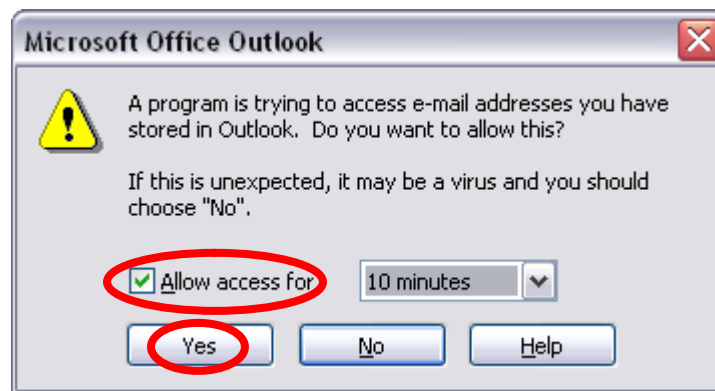 Microsoft Office Outlook
A program is trying to access e-mail addresses you have
stored in Outlook.  Do you want to allow this?
If this is unexpected, it may be a virus and you should
choose "No".
Allow access for 10 minutes
Yes No Help